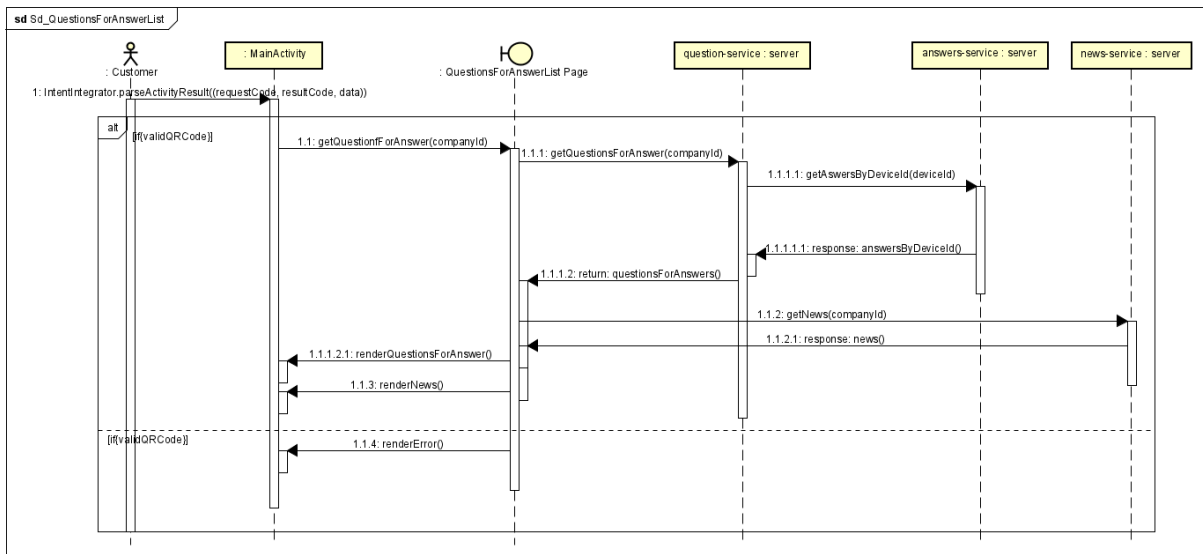 sd Sd_QuestionsForAnswerList
: Customer
: MainActivity
: QuestionsForAnswerList Page
question-service : server
answers-service : server
news-service : server
1: IntentIntegrator.parseActivityResult((requestCode, resultCode, data))
alt
[if{validQRCode}]
1.1: getQuestionfForAnswer(companyId)
1.1.1: getQuestionsForAnswer(companyId)
1.1.1.1: getAswersByDeviceId(deviceId)
1.1.1.1.1: response: answersByDeviceId()
1.1.1.2: return: questionsForAnswers()
1.1.2: getNews(companyId)
1.1.2.1: response: news()
1.1.1.2.1: renderQuestionsForAnswer()
1.1.3: renderNews()
[if{validQRCode}]
1.1.4: renderError()